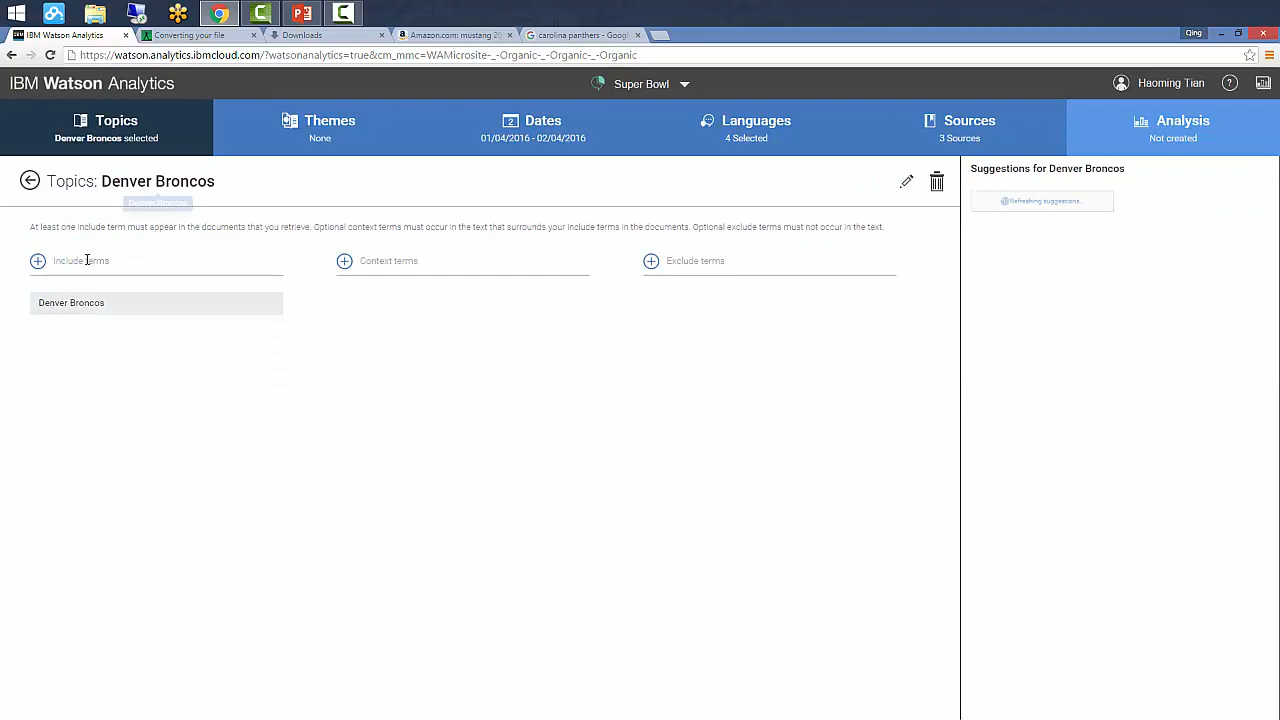 Qing
IBM Watson Analytics
Converting your file
Downloads
Amazon.com: mustang 20
carolina panthers - Googl
https://watson.analytics.ibmcloud.com/?watsonanalytics=true&cm_mmc=WAMicrosite-_-Organic-_-Organic-_-Organic
IBM Watson Analytics
Super Bowl
Haoming Tian
Topics
Denver Broncos selected
Themes
None
2
Dates
01/04/2016 - 02/04/2016
Languages
4 Selected
Sources
3 Sources
Analysis
Not created
Topics: Denver Broncos
Denver Broncos
Suggestions for Denver Broncos
Refreshing suggestions...
At least one include term must appear in the documents that you retrieve. Optional context terms must occur in the text that surrounds your include terms in the documents. Optional exclude terms must not occur in the text.
Include terms
Context terms
Exclude terms
Denver Broncos